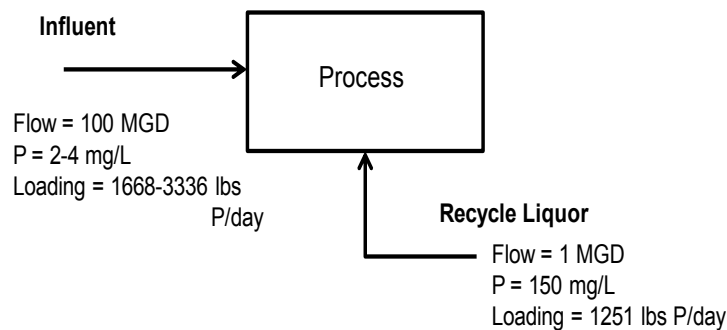 Influent
Process
Flow = 100 MGD
P = 2-4 mg/L
Loading = 1668-3336 lbs
P/day
Recycle Liquor
Flow = 1 MGD
P = 150 mg/L
Loading = 1251 lbs P/day